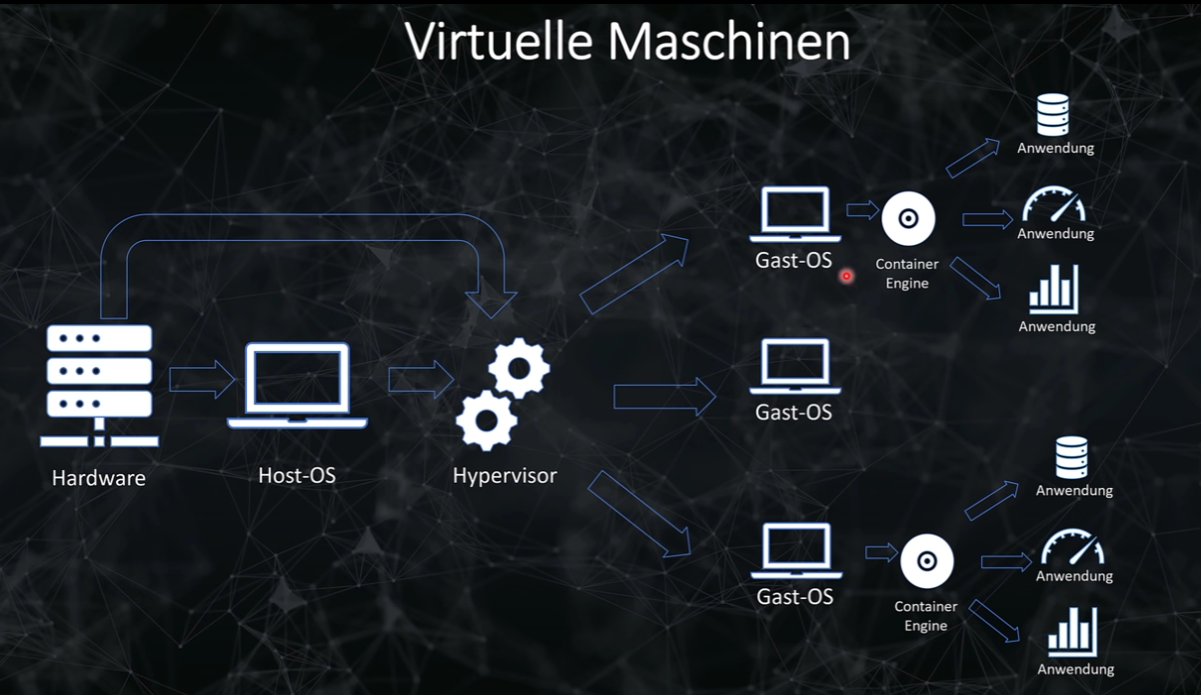 Virtuelle Maschinen
Hardware
Host-OS
Hypervisor
Gast-OS
Container
Engine
Anwendung
Anwendung
Anwendung
Gast-OS
Gast-OS
Container
Engine
Anwendung
Anwendung
Anwendung